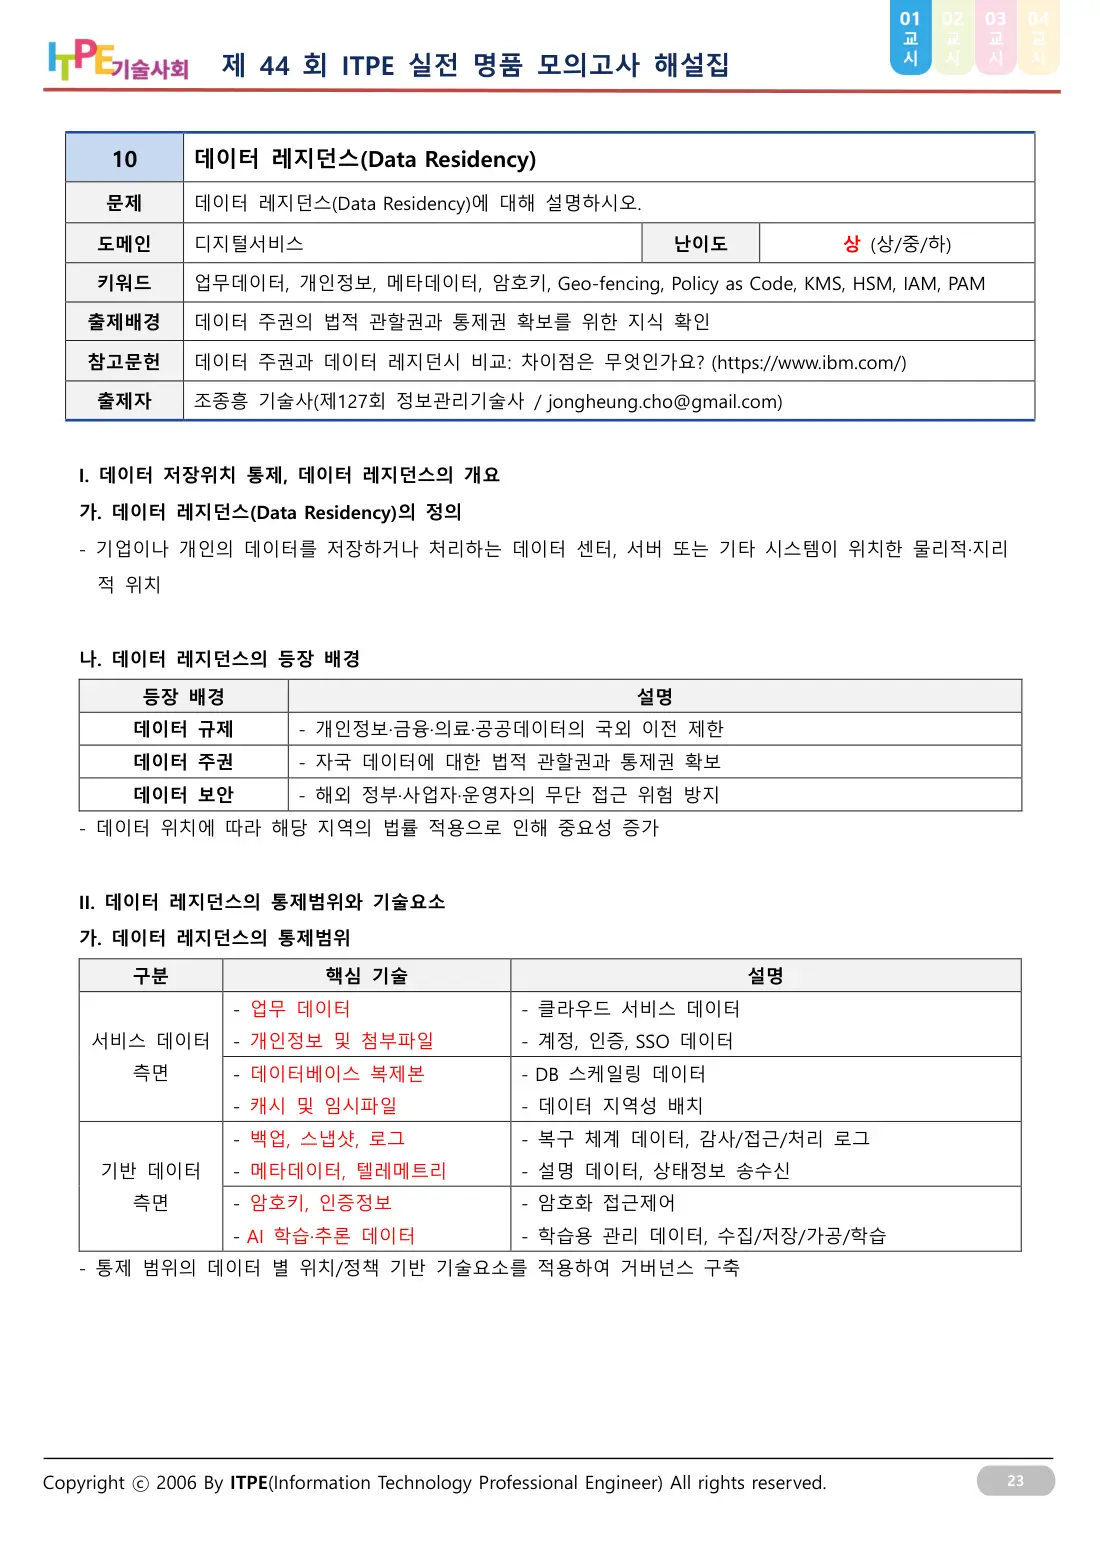 ITPE기술사회 제 44 회 ITPE 실전 명품 모의고사 해설집
01 교시 02 교시 03 교시 04 교시
10 데이터 레지던스(Data Residency)
문제 데이터 레지던스(Data Residency)에 대해 설명하시오.
도메인 디지털서비스 난이도 상 (상/중/하)
키워드 업무데이터, 개인정보, 메타데이터, 암호키, Geo-fencing, Policy as Code, KMS, HSM, IAM, PAM
출제배경 데이터 주권의 법적 관할권과 통제권 확보를 위한 지식 확인
참고문헌 데이터 주권과 데이터 레지던시 비교: 차이점은 무엇인가요? (https://www.ibm.com/)
출제자 조종흥 기술사(제127회 정보관리기술사 / jongheung.cho@gmail.com)
I. 데이터 저장위치 통제, 데이터 레지던스의 개요
가. 데이터 레지던스(Data Residency)의 정의
- 기업이나 개인의 데이터를 저장하거나 처리하는 데이터 센터, 서버 또는 기타 시스템이 위치한 물리적·지리
적 위치
나. 데이터 레지던스의 등장 배경
등장 배경 설명
데이터 규제 - 개인정보·금융·의료·공공데이터의 국외 이전 제한
데이터 주권 - 자국 데이터에 대한 법적 관할권과 통제권 확보
데이터 보안 - 해외 정부·사업자·운영자의 무단 접근 위험 방지
- 데이터 위치에 따라 해당 지역의 법률 적용으로 인해 중요성 증가
II. 데이터 레지던스의 통제범위와 기술요소
가. 데이터 레지던스의 통제범위
구분 핵심 기술 설명
서비스 데이터
측면
- 업무 데이터 - 클라우드 서비스 데이터
- 개인정보 및 첨부파일 - 계정, 인증, SSO 데이터
- 데이터베이스 복제본 - DB 스케일링 데이터
- 캐시 및 임시파일 - 데이터 지역성 배치
기반 데이터
측면
- 백업, 스냅샷, 로그 - 복구 체계 데이터, 감사/접근/처리 로그
- 메타데이터, 텔레메트리 - 설명 데이터, 상태정보 송수신
- 암호키, 인증정보 - 암호화 접근제어
- AI 학습·추론 데이터 - 학습용 관리 데이터, 수집/저장/가공/학습
- 통제 범위의 데이터 별 위치/정책 기반 기술요소를 적용하여 거버넌스 구축
Copyright ⓒ 2006 By ITPE(Information Technology Professional Engineer) All rights reserved. 23